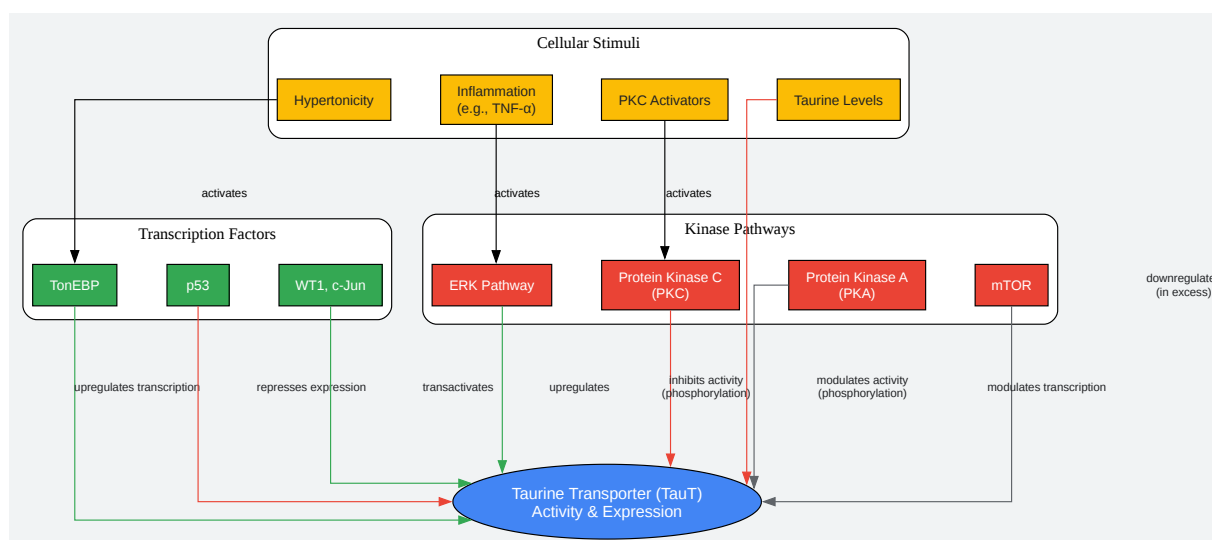 Cellular Stimuli
Hypertonicity
Inflammation
(e.g., TNF-α)
PKC Activators
Taurine Levels
activates
activates
activates
Transcription Factors
TonEBP
p53
WT1, c-Jun
Kinase Pathways
ERK Pathway
Protein Kinase C
(PKC)
Protein Kinase A
(PKA)
mTOR
downregulate
(in excess)
upregulates transcription
represses expression
transactivates
upregulates
inhibits activity
(phosphorylation)
modulates activity
(phosphorylation)
modulates transcription
Taurine Transporter (TauT)
Activity & Expression